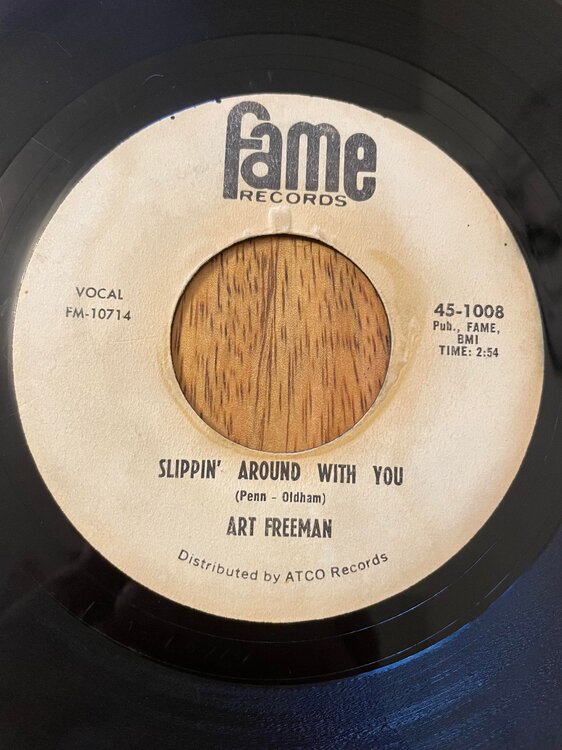 fame
RECORDS
VOCAL
FM-10714
45-1008
Pub., FAME,
BMI
TIME: 2:54
SLIPPIN' AROUND WITH YOU
(Penn - Oldham)
ART FREEMAN
Distributed by ATCO Records